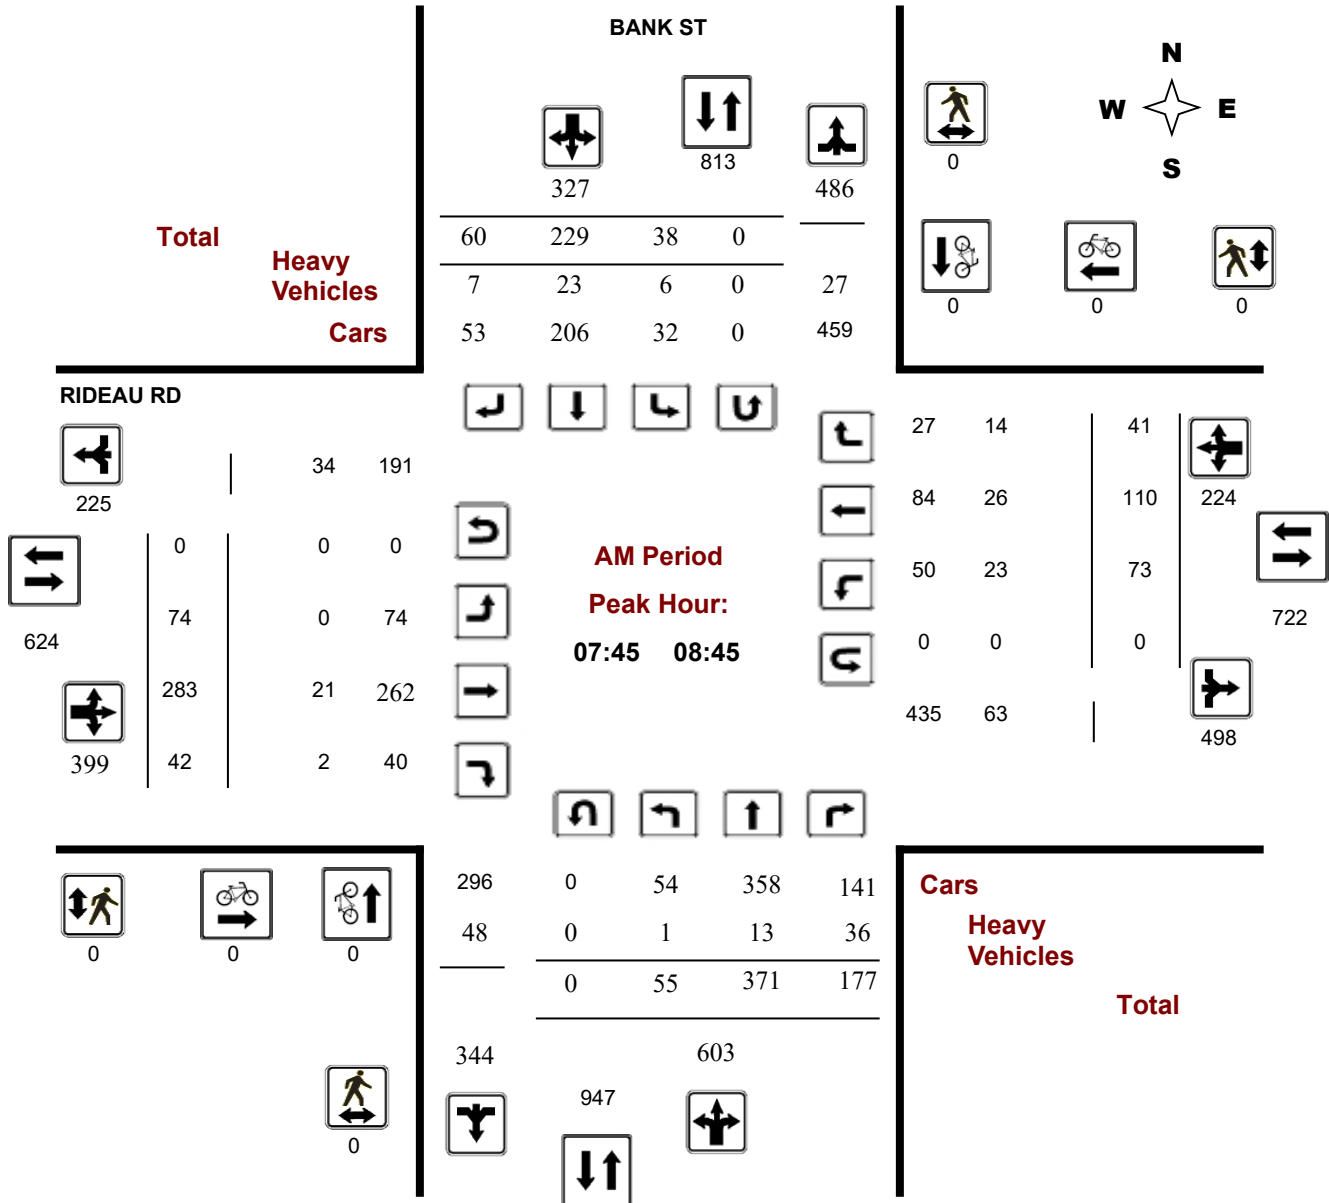 BANK ST
N
W E
S
813
0
327 486
Total 60 229 38 0
Heavy
Vehicles
7 23 6 0 27
Cars 53 206 32 0 459
0 0 0
RIDEAU RD
27 14 41
34 191
225
84 26 110 224
0 0 0
AM Period
50 23 73
Peak Hour:
74 0 74
722
624
07:45 08:45
0 0 0
283 21 262
435 63
498
399 42 2 40
296 0 54 358 141
Cars
48 0 1 13 36
Heavy
Vehicles
0 0 0
0 55 371 177
Total
344 603
947
0